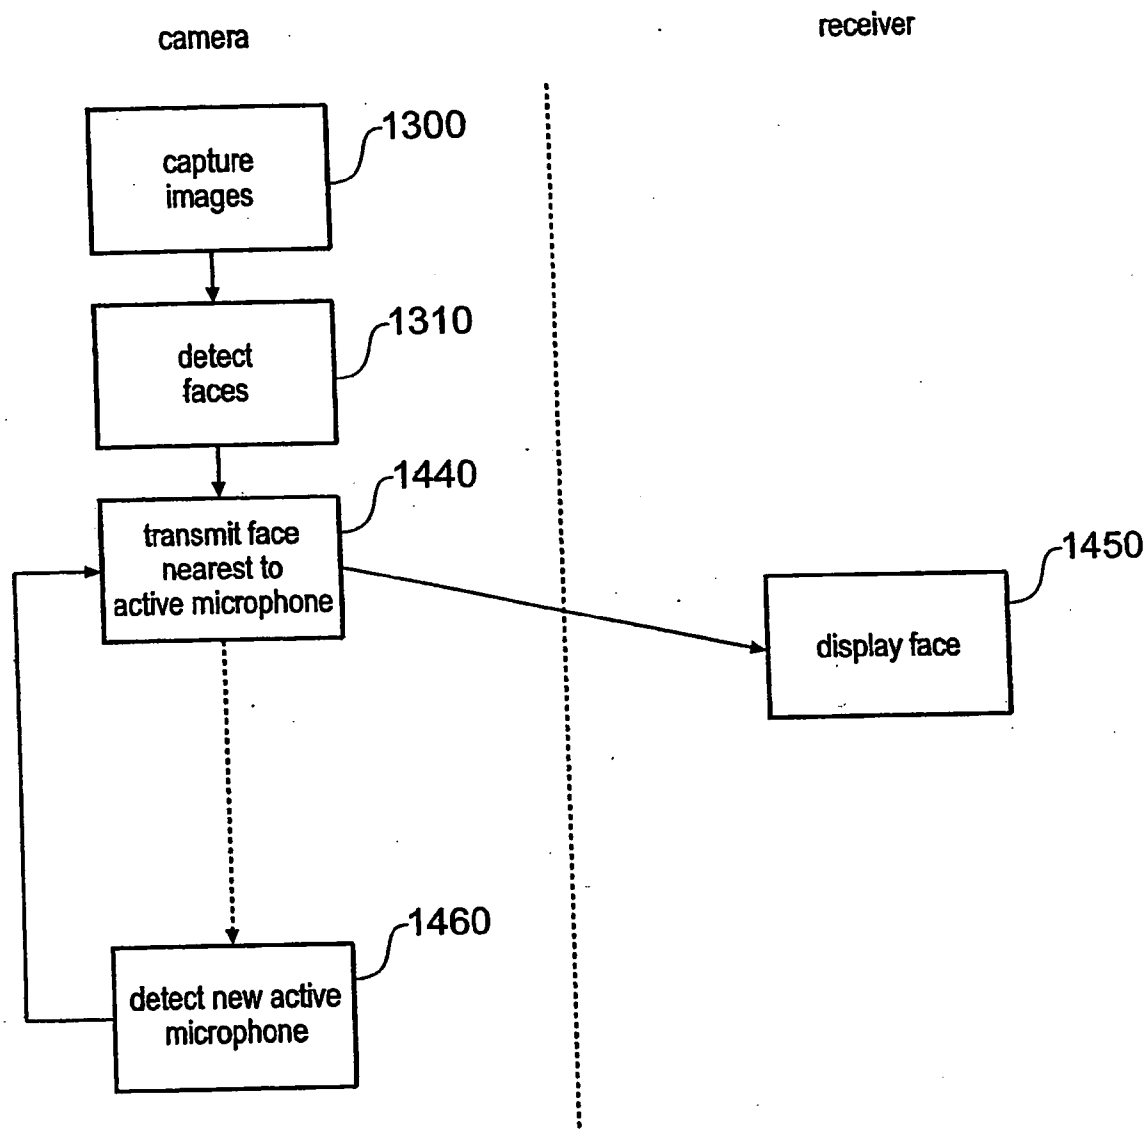 camera
receiver
capture
images
1300
detect
faces
1310
transmit face
nearest to
active microphone
1440
display face
1450
detect new active
microphone
1460